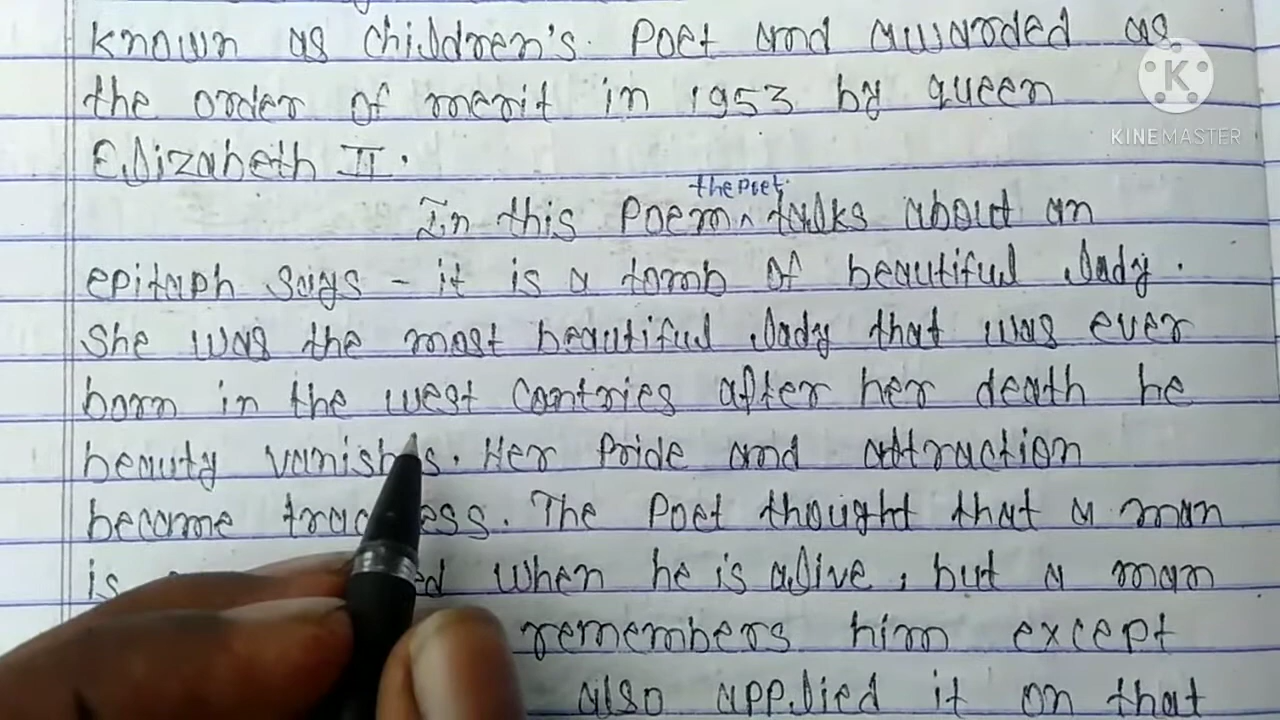 known as children's. Poet and awarded as
the order of merit in 1953 by queen
Elizabeth II.
the Poet.
In this Poem ^ talks about an
epitaph says - it is a tomb of beautiful lady.
She was the most beautiful lady that was ever
born in the west contries after her death he
beauty vanishes. Her Pride and attraction
become. The Poet thought that a man
is when he is alive, but a man
remembers him except
also applied it on that
K
KINEMASTER